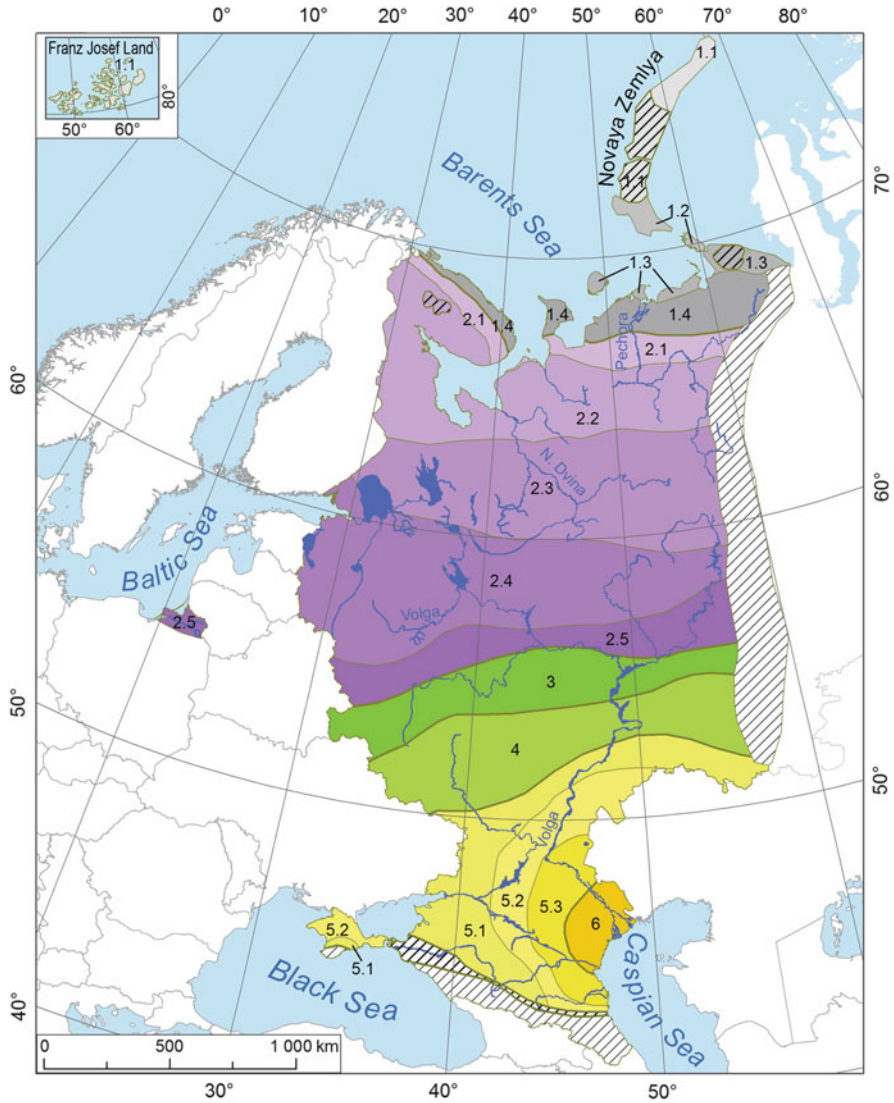 0° 10° 20° 30° 40° 50° 60° 70° 80°
Franz Josef Land
1.1
80°
50° 60°
1.1
Novaya Zemlya
1.1
70°
Barents Sea
1.2
1.3
1.3
1.4
1.4
1.4
2.1
Pechora
2.1
60°
2.2
N. Dvina
2.3
60°
Baltic Sea
2.4
Volga
2.5
2.5
3
50°
4
50°
Volga
5.2
5.3
6
5.2
5.1
5.1
Caspian Sea
Black Sea
40°
0 500 1 000 km
30° 40° 50°